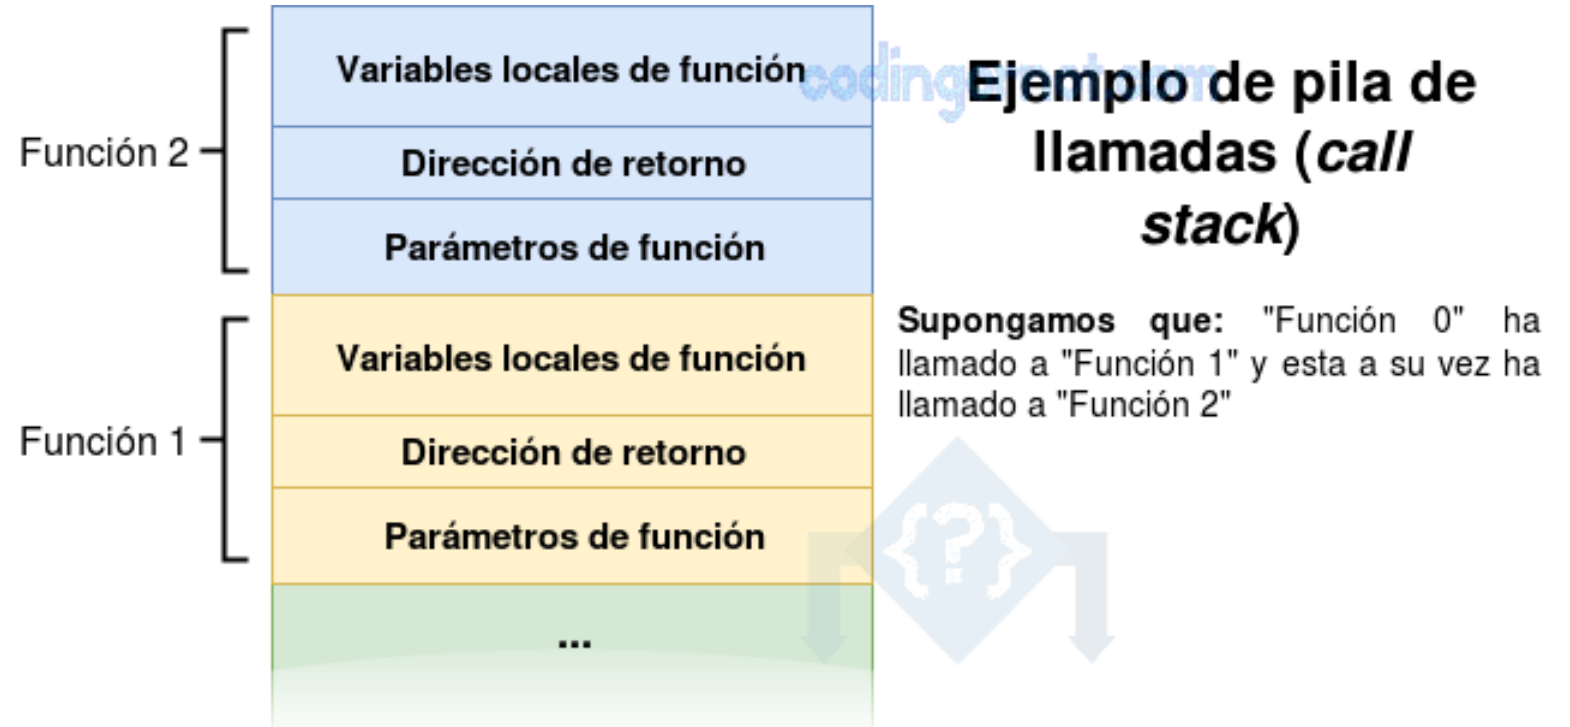 Variables locales de función
Función 2
Dirección de retorno
Parámetros de función
Variables locales de función
Función 1
Dirección de retorno
Parámetros de función
...
Ejemplo de pila de
llamadas (call
stack)
Supongamos que: "Función 0" ha
llamado a "Función 1" y esta a su vez ha
llamado a "Función 2"
{?}